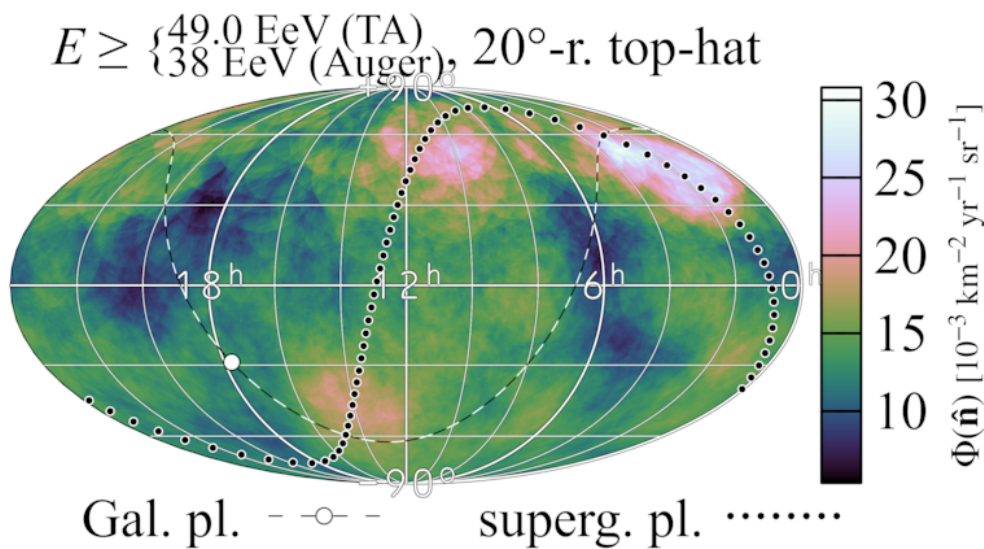 E ≥ {49.0 EeV (TA)
38 EeV (Auger), 20°-r. top-hat
+90°
18ʰ 12ʰ 6ʰ 0ʰ
-90°
30
25
20
15
10
Φ(n̂) [10⁻³ km⁻² yr⁻¹ sr⁻¹]
Gal. pl. superg. pl.